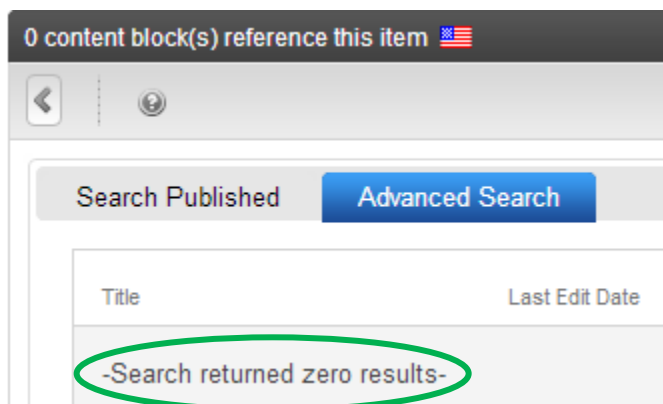 0 content block(s) reference this item
Search Published Advanced Search
Title Last Edit Date
-Search returned zero results-